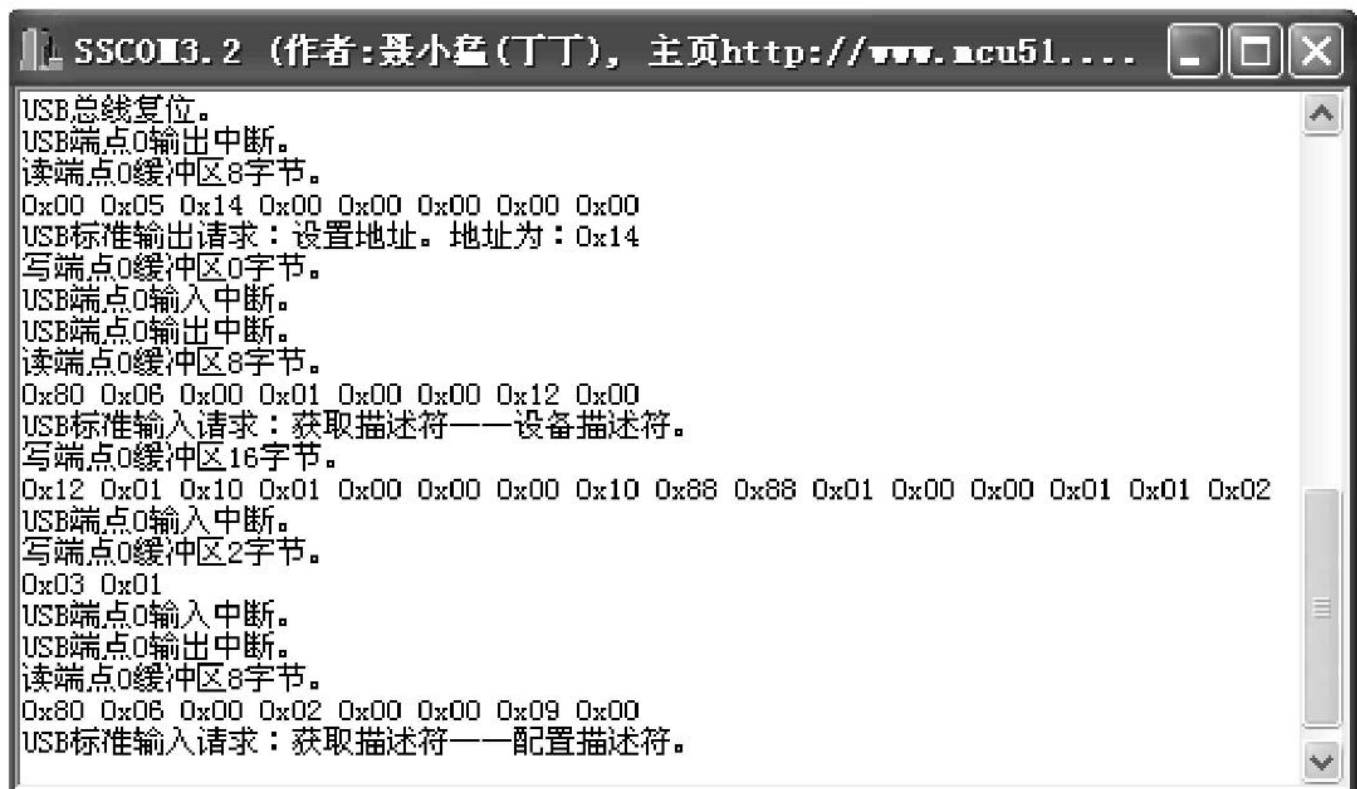 SSCOM3.2 (作者:聂小猛(丁丁), 主页http://www.mcu51....
USB总线复位。
USB端点0输出中断。
读端点0缓冲区8字节。
0x00 0x05 0x14 0x00 0x00 0x00 0x00 0x00
USB标准输出请求：设置地址。地址为：0x14
写端点0缓冲区0字节。
USB端点0输入中断。
USB端点0输出中断。
读端点0缓冲区8字节。
0x80 0x06 0x00 0x01 0x00 0x00 0x12 0x00
USB标准输入请求：获取描述符——设备描述符。
写端点0缓冲区16字节。
0x12 0x01 0x10 0x01 0x00 0x00 0x00 0x10 0x88 0x88 0x01 0x00 0x00 0x01 0x01 0x02
USB端点0输入中断。
写端点0缓冲区2字节。
0x03 0x01
USB端点0输入中断。
USB端点0输出中断。
读端点0缓冲区8字节。
0x80 0x06 0x00 0x02 0x00 0x00 0x09 0x00
USB标准输入请求：获取描述符——配置描述符。